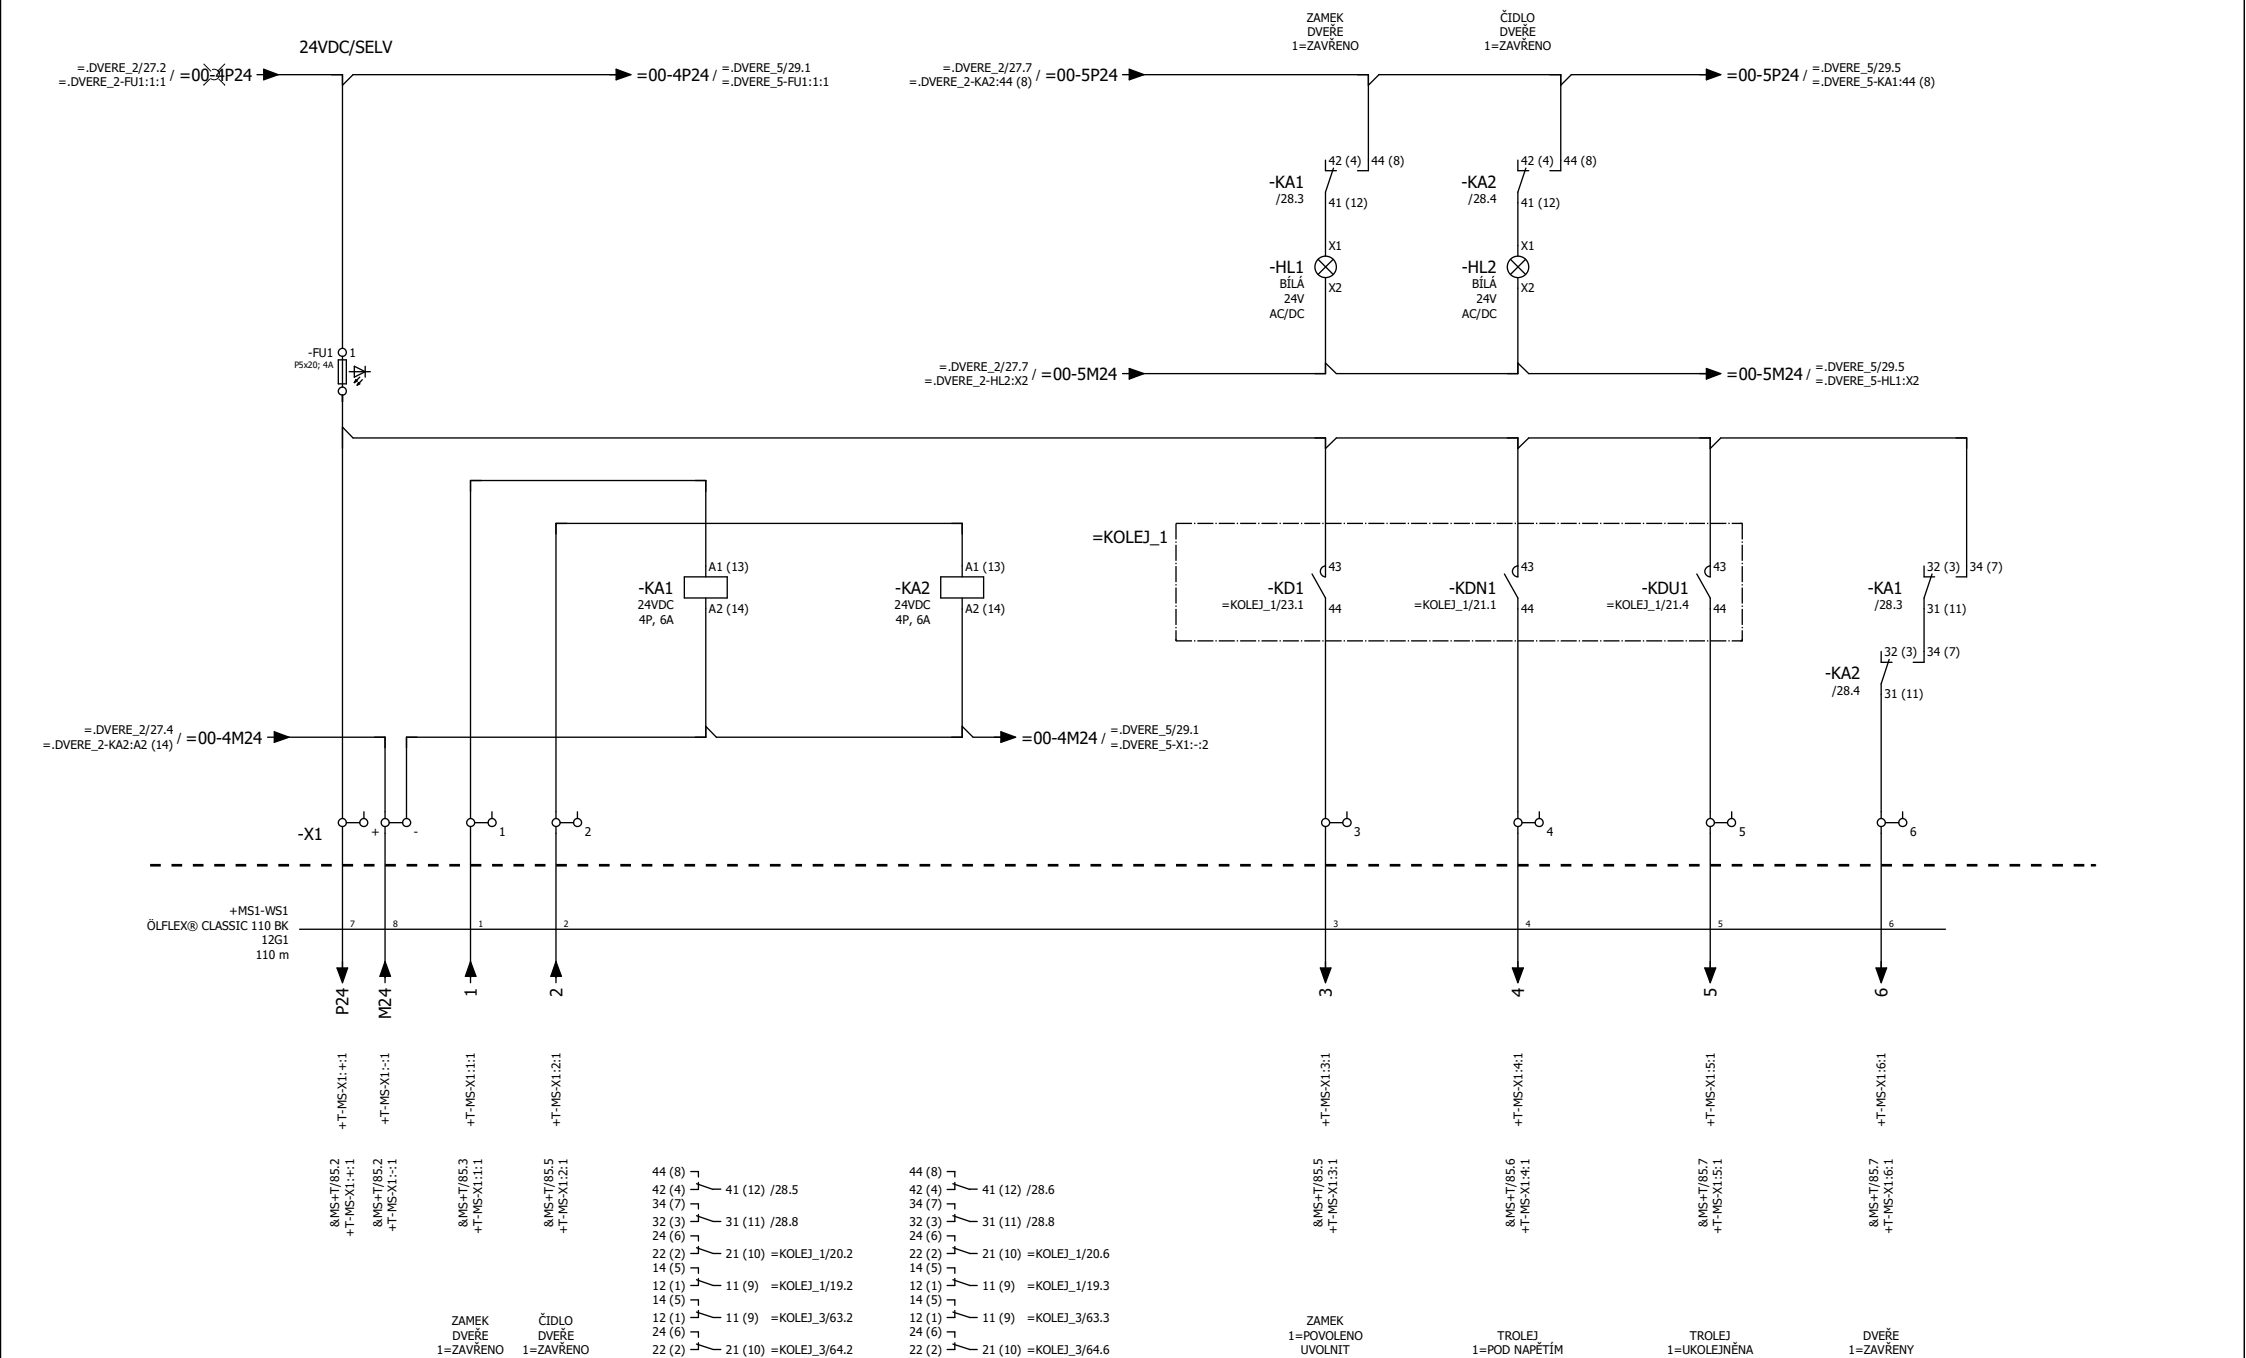 ZAMEK
DVEŘE
1=ZAVŘENO
ČIDLO
DVEŘE
1=ZAVŘENO
24VDC/SELV
=.DVERE_2/27.2
=.DVERE_2-FU1:1:1
/ =00-4P24
=00-4P24 /
=.DVERE_5/29.1
=.DVERE_5-FU1:1:1
=.DVERE_2/27.7
=.DVERE_2-KA2:44 (8)
/ =00-5P24
=00-5P24 /
=.DVERE_5/29.5
=.DVERE_5-KA1:44 (8)
42 (4)
44 (8)
-KA1
/28.3
41 (12)
42 (4)
44 (8)
-KA2
/28.4
41 (12)
X1
-HL1
BÍLÁ
24V
AC/DC
X2
X1
-HL2
BÍLÁ
24V
AC/DC
X2
-FU1
1
P5x20; 4A
=.DVERE_2/27.7
=.DVERE_2-HL2:X2
/ =00-5M24
=00-5M24 /
=.DVERE_5/29.5
=.DVERE_5-HL1:X2
=KOLEJ_1
A1 (13)
-KA1
24VDC
4P, 6A
A2 (14)
A1 (13)
-KA2
24VDC
4P, 6A
A2 (14)
43
-KD1
=KOLEJ_1/23.1
44
43
-KDN1
=KOLEJ_1/21.1
44
43
-KDU1
=KOLEJ_1/21.4
44
32 (3)
34 (7)
-KA1
/28.3
31 (11)
32 (3)
34 (7)
-KA2
/28.4
31 (11)
=.DVERE_2/27.4
=.DVERE_2-KA2:A2 (14)
/ =00-4M24
=00-4M24 /
=.DVERE_5/29.1
=.DVERE_5-X1:-:2
-X1
+
-
1
2
3
4
5
6
+MS1-WS1
ÖLFLEX® CLASSIC 110 BK
12G1
110 m
7
8
1
2
3
4
5
6
P24
M24
1
2
3
4
5
6
+T-MS-X1:+:1
+T-MS-X1:-:1
+T-MS-X1:1:1
+T-MS-X1:2:1
+T-MS-X1:3:1
+T-MS-X1:4:1
+T-MS-X1:5:1
+T-MS-X1:6:1
&MS+T/85.2
+T-MS-X1:+:1
&MS+T/85.2
+T-MS-X1:-:1
&MS+T/85.3
+T-MS-X1:1:1
&MS+T/85.5
+T-MS-X1:2:1
&MS+T/85.5
+T-MS-X1:3:1
&MS+T/85.6
+T-MS-X1:4:1
&MS+T/85.7
+T-MS-X1:5:1
&MS+T/85.7
+T-MS-X1:6:1
44 (8)
42 (4) 41 (12) /28.5
34 (7)
32 (3) 31 (11) /28.8
24 (6)
22 (2) 21 (10) =KOLEJ_1/20.2
14 (5)
12 (1) 11 (9) =KOLEJ_1/19.2
14 (5)
12 (1) 11 (9) =KOLEJ_3/63.2
24 (6)
22 (2) 21 (10) =KOLEJ_3/64.2
44 (8)
42 (4) 41 (12) /28.6
34 (7)
32 (3) 31 (11) /28.8
24 (6)
22 (2) 21 (10) =KOLEJ_1/20.6
14 (5)
12 (1) 11 (9) =KOLEJ_1/19.3
14 (5)
12 (1) 11 (9) =KOLEJ_3/63.3
24 (6)
22 (2) 21 (10) =KOLEJ_3/64.6
ZAMEK
DVEŘE
1=ZAVŘENO
ČIDLO
DVEŘE
1=ZAVŘENO
ZAMEK
1=POVOLENO
UVOLNIT
TROLEJ
1=POD NAPĚTÍM
TROLEJ
1=UKOLEJNĚNA
DVEŘE
1=ZAVŘENY